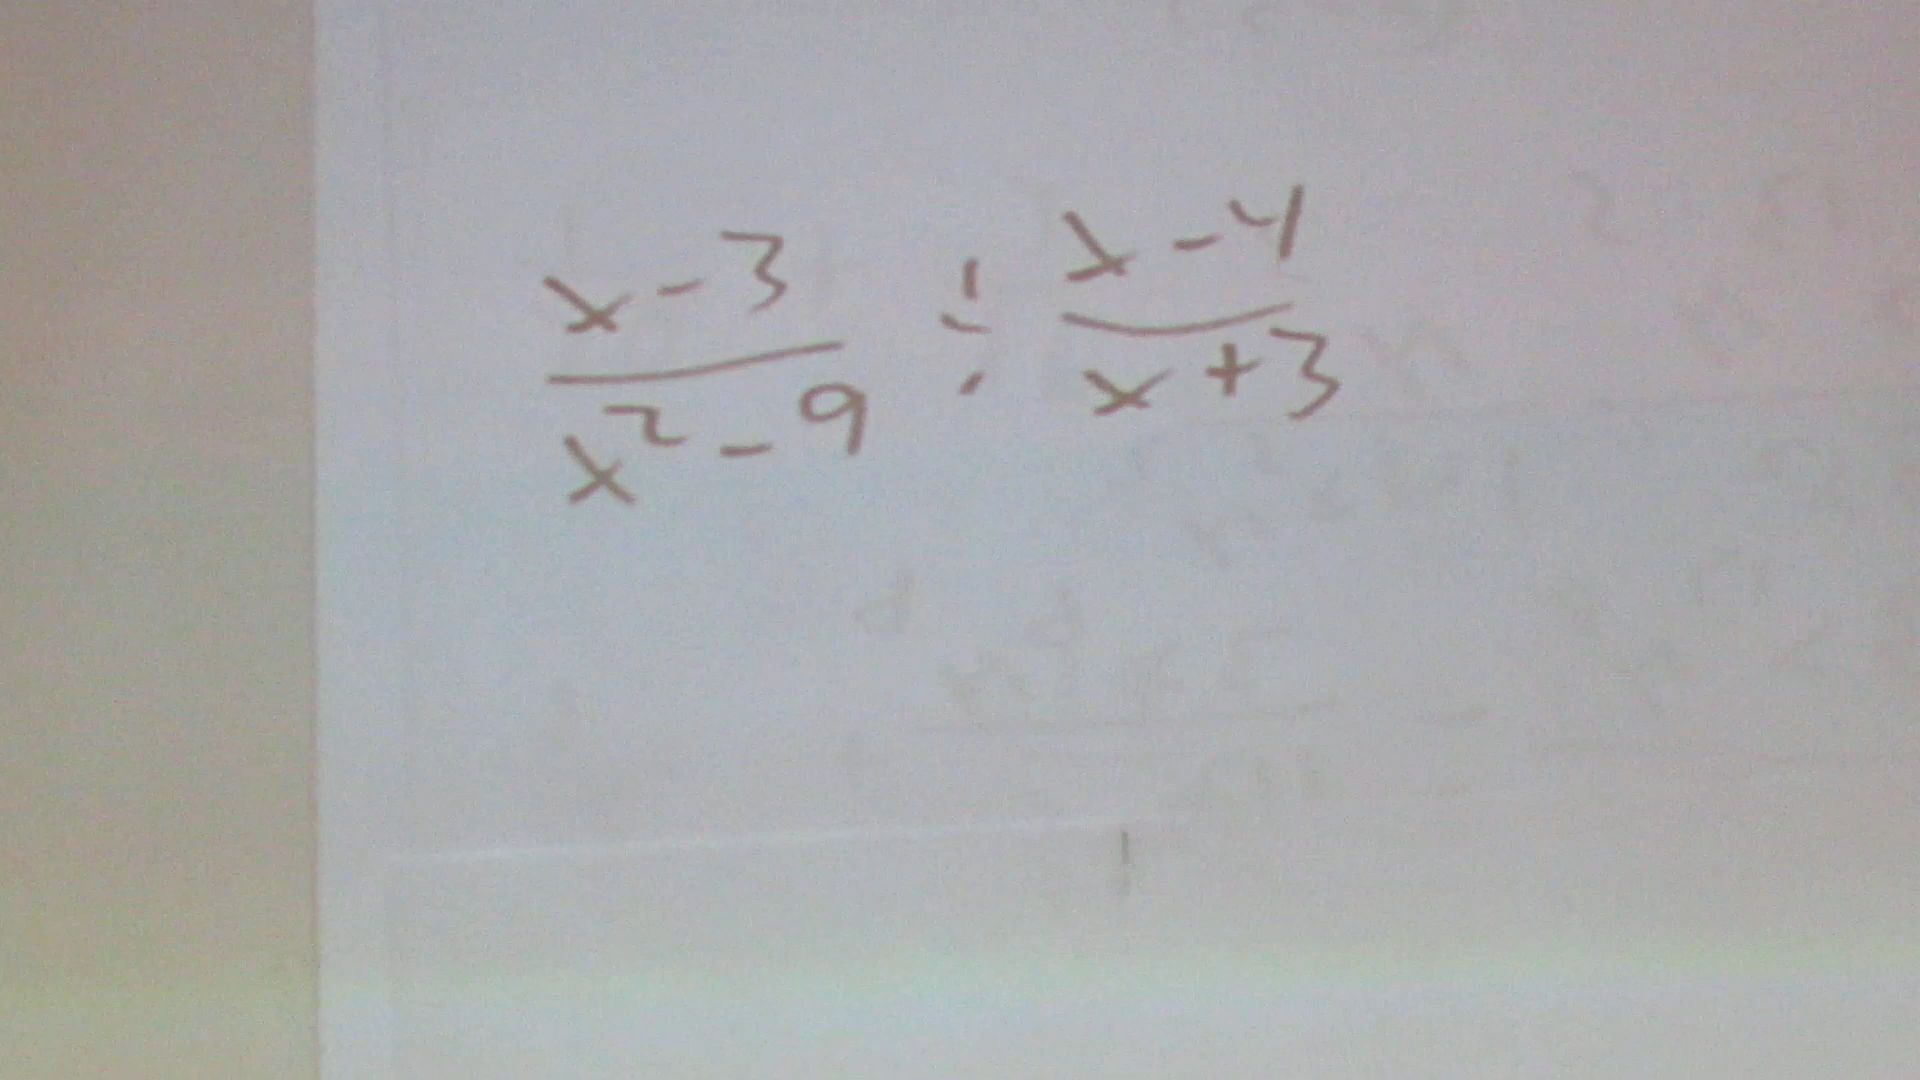 x - 3 / x² - 9 ÷ x - 4 / x + 3